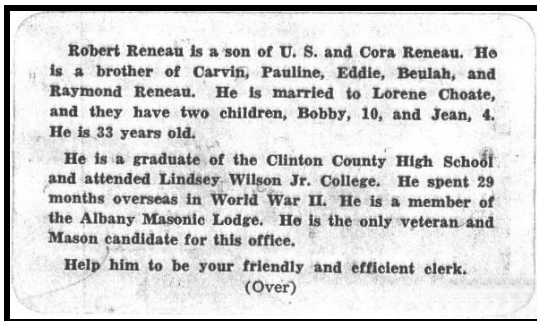 Robert Reneau is a son of U. S. and Cora Reneau. He
is a brother of Carvin, Pauline, Eddie, Beulah, and
Raymond Reneau. He is married to Lorene Choate,
and they have two children, Bobby, 10, and Jean, 4.
He is 33 years old.
He is a graduate of the Clinton County High School
and attended Lindsey Wilson Jr. College. He spent 29
months overseas in World War II. He is a member of
the Albany Masonic Lodge. He is the only veteran and
Mason candidate for this office.
Help him to be your friendly and efficient clerk.
(Over)